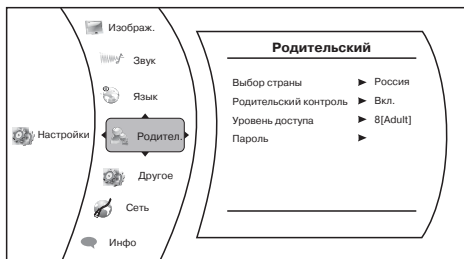 Изображ.
Звук
Язык
Настройки
Родител.
Другое
Сеть
Инфо
Родительский
Выбор страны Россия
Родительский контроль Вкл.
Уровень доступа 8[Adult]
Пароль